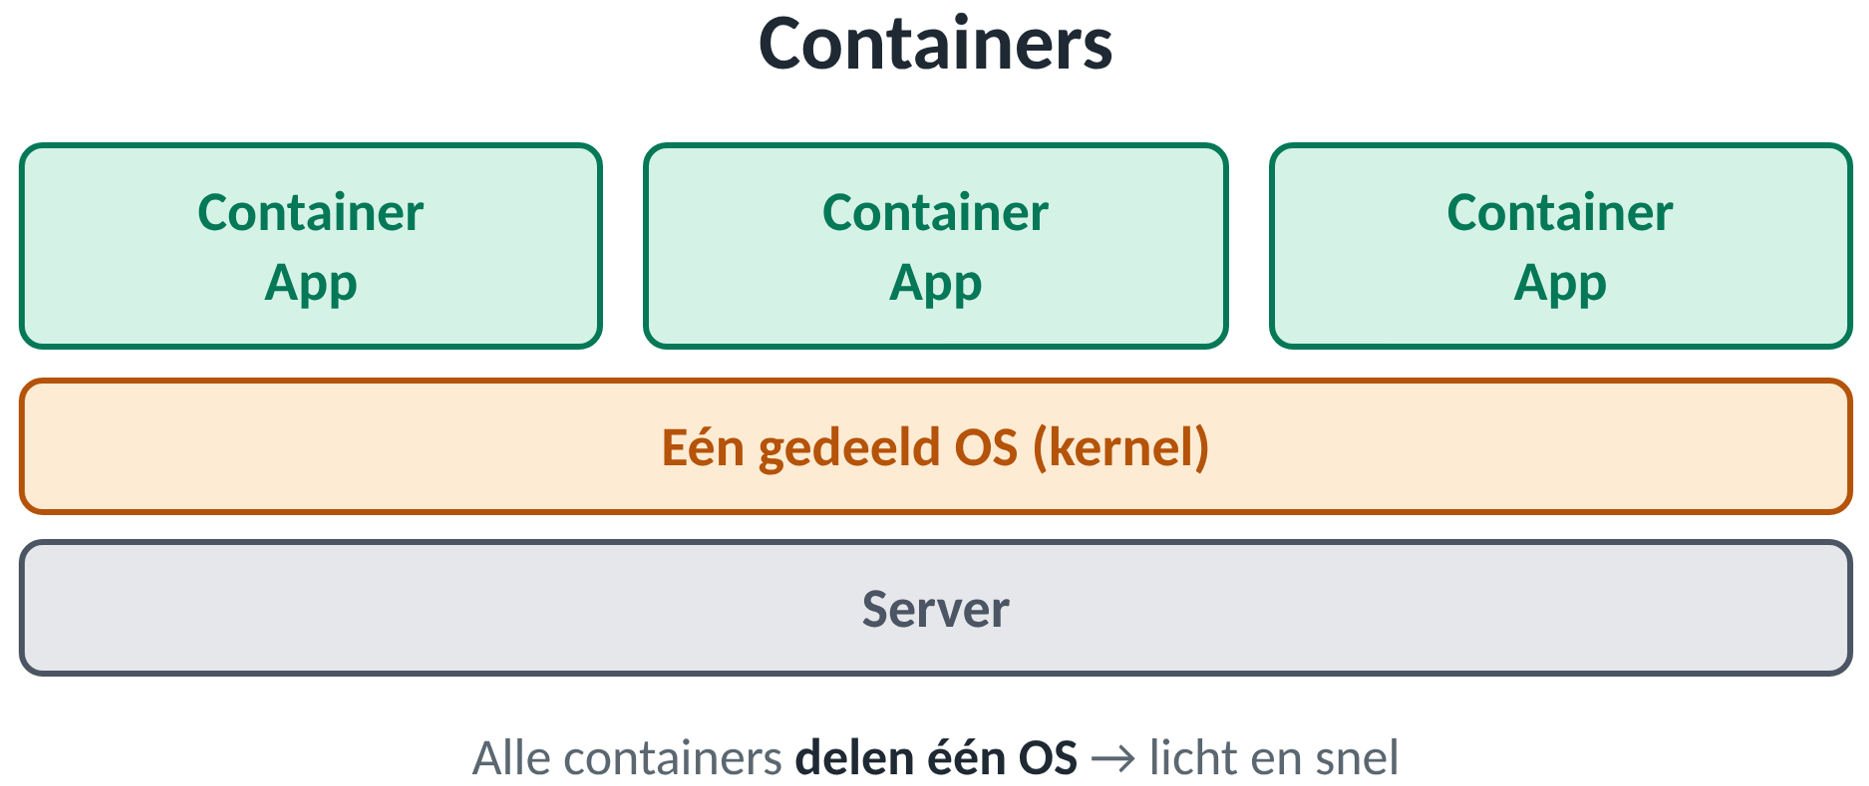 Containers
Container
App
Container
App
Container
App
Eén gedeeld OS (kernel)
Server
Alle containers delen één OS → licht en snel